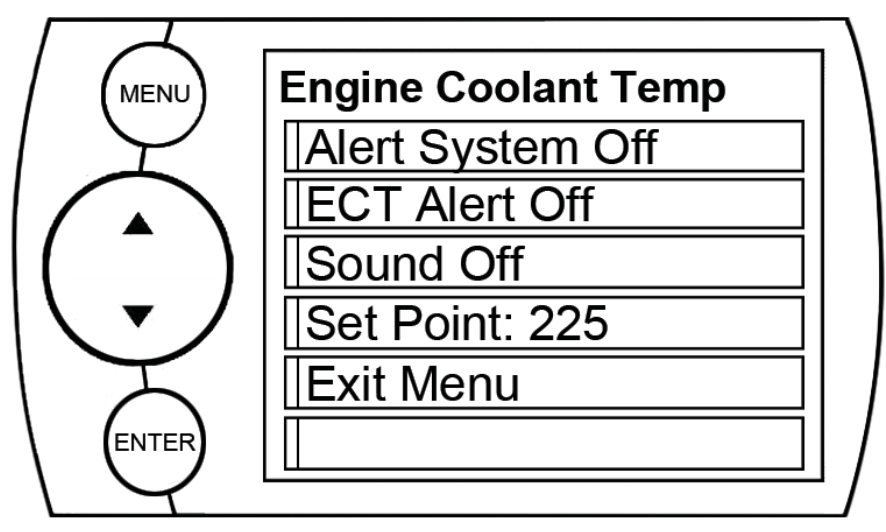 MENU
Engine Coolant Temp
Alert System Off
ECT Alert Off
Sound Off
Set Point: 225
Exit Menu
ENTER